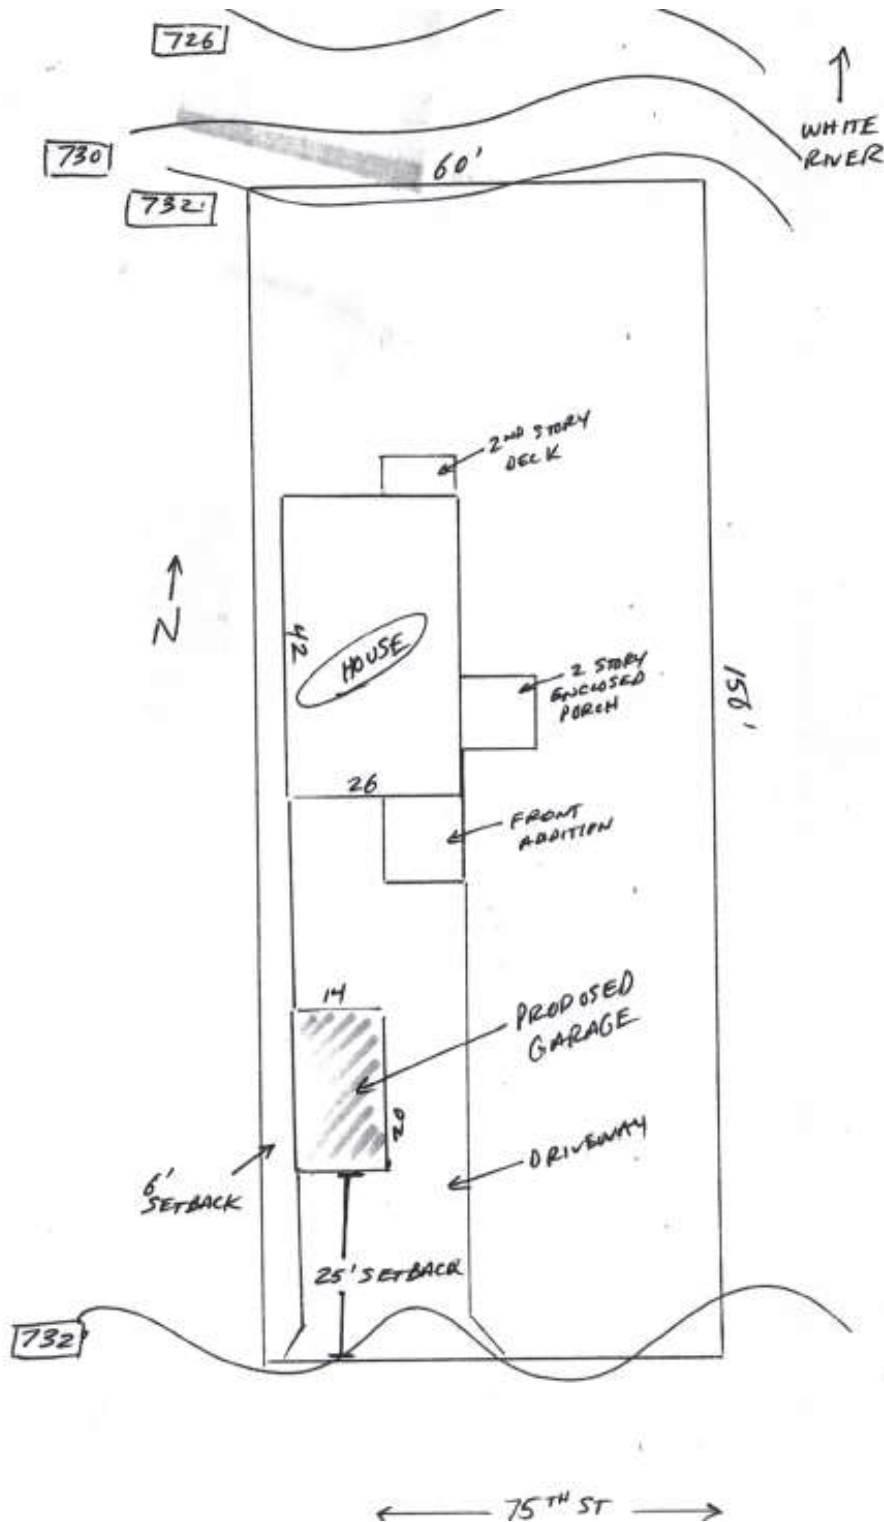 726
WHITE
RIVER
730
60'
732
2ND STORY
DECK
N
42
HOUSE
2 STORY
ENCLOSED
PORCH
156'
26
FRONT
ADDITION
14
PROPOSED
GARAGE
20
DRIVEWAY
6'
SETBACK
25' SETBACK
732
75TH ST